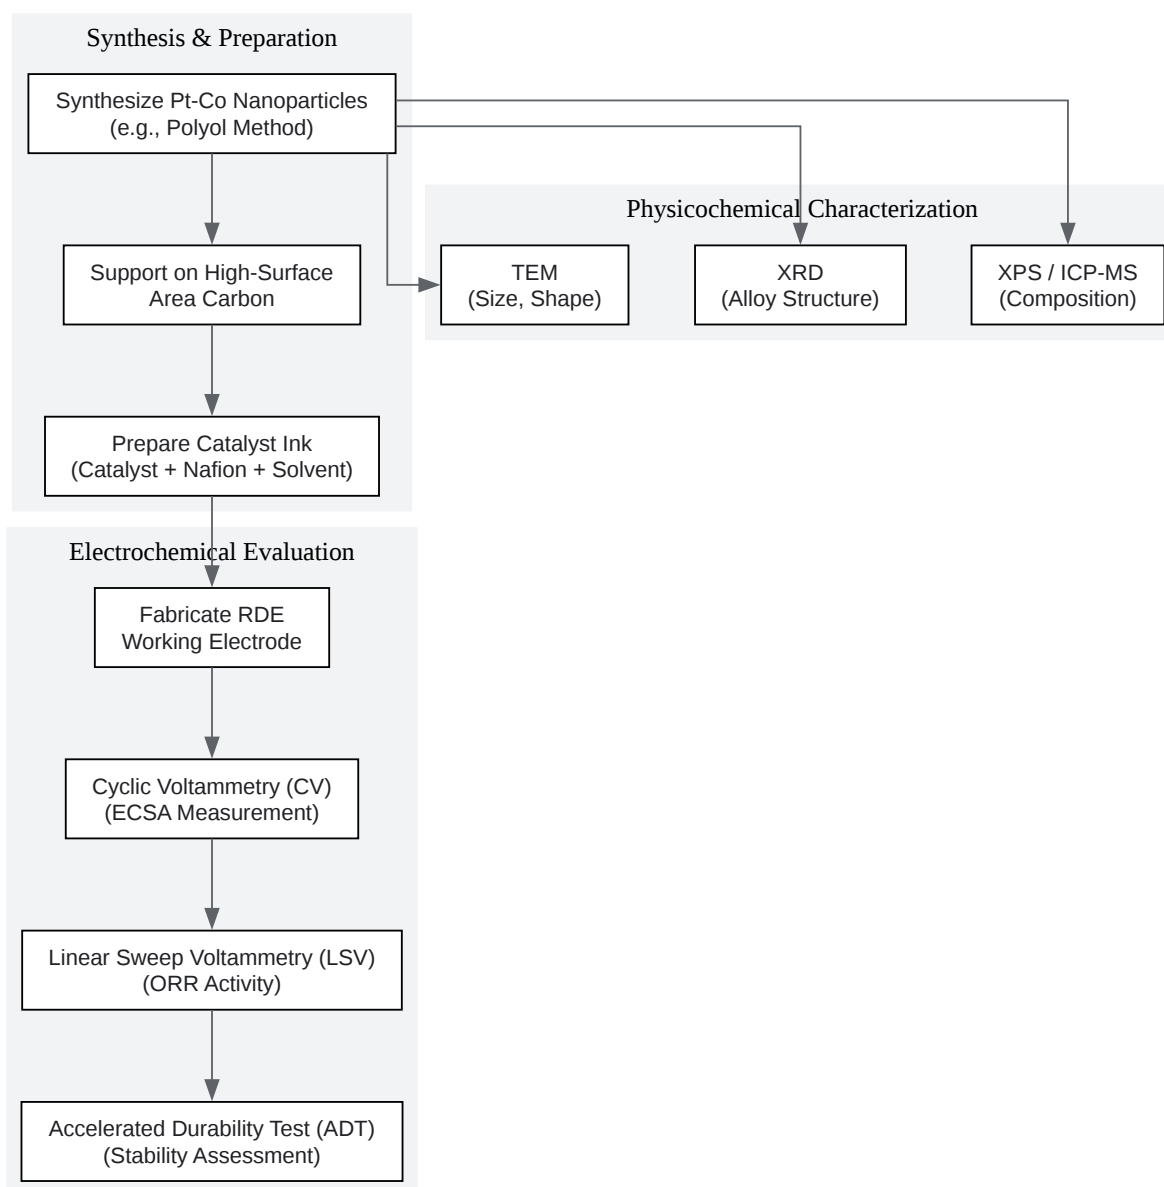 Synthesis & Preparation
Synthesize Pt-Co Nanoparticles
(e.g., Polyol Method)
Physicochemical Characterization
Support on High-Surface
Area Carbon
TEM
(Size, Shape)
XRD
(Alloy Structure)
XPS / ICP-MS
(Composition)
Prepare Catalyst Ink
(Catalyst + Nafion + Solvent)
Electrochemical Evaluation
Fabricate RDE
Working Electrode
Cyclic Voltammetry (CV)
(ECSA Measurement)
Linear Sweep Voltammetry (LSV)
(ORR Activity)
Accelerated Durability Test (ADT)
(Stability Assessment)